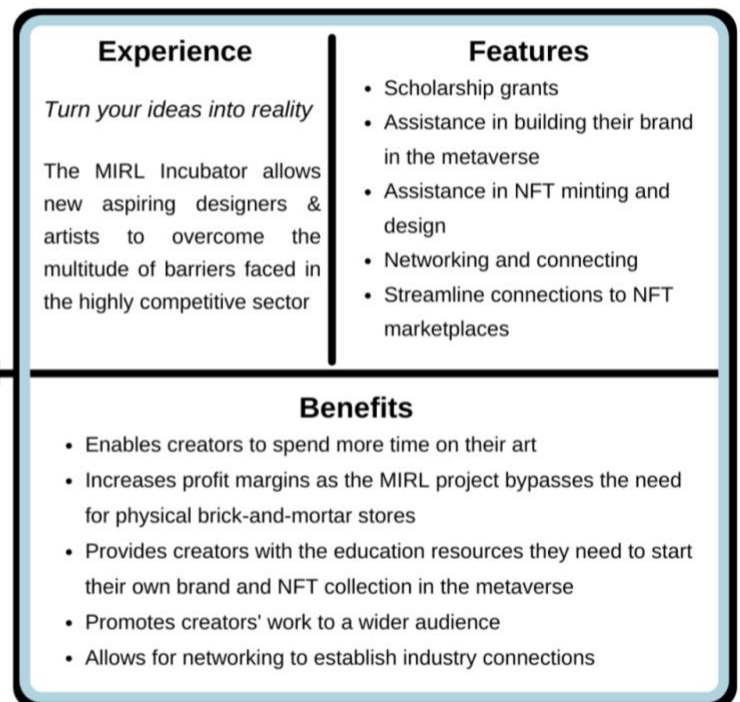 Experience
Turn your ideas into reality
The MIRL Incubator allows
new aspiring designers &
artists to overcome the
multitude of barriers faced in
the highly competitive sector
Features
• Scholarship grants
• Assistance in building their brand
in the metaverse
• Assistance in NFT minting and
design
• Networking and connecting
• Streamline connections to NFT
marketplaces
Benefits
• Enables creators to spend more time on their art
• Increases profit margins as the MIRL project bypasses the need
for physical brick-and-mortar stores
• Provides creators with the education resources they need to start
their own brand and NFT collection in the metaverse
• Promotes creators' work to a wider audience
• Allows for networking to establish industry connections